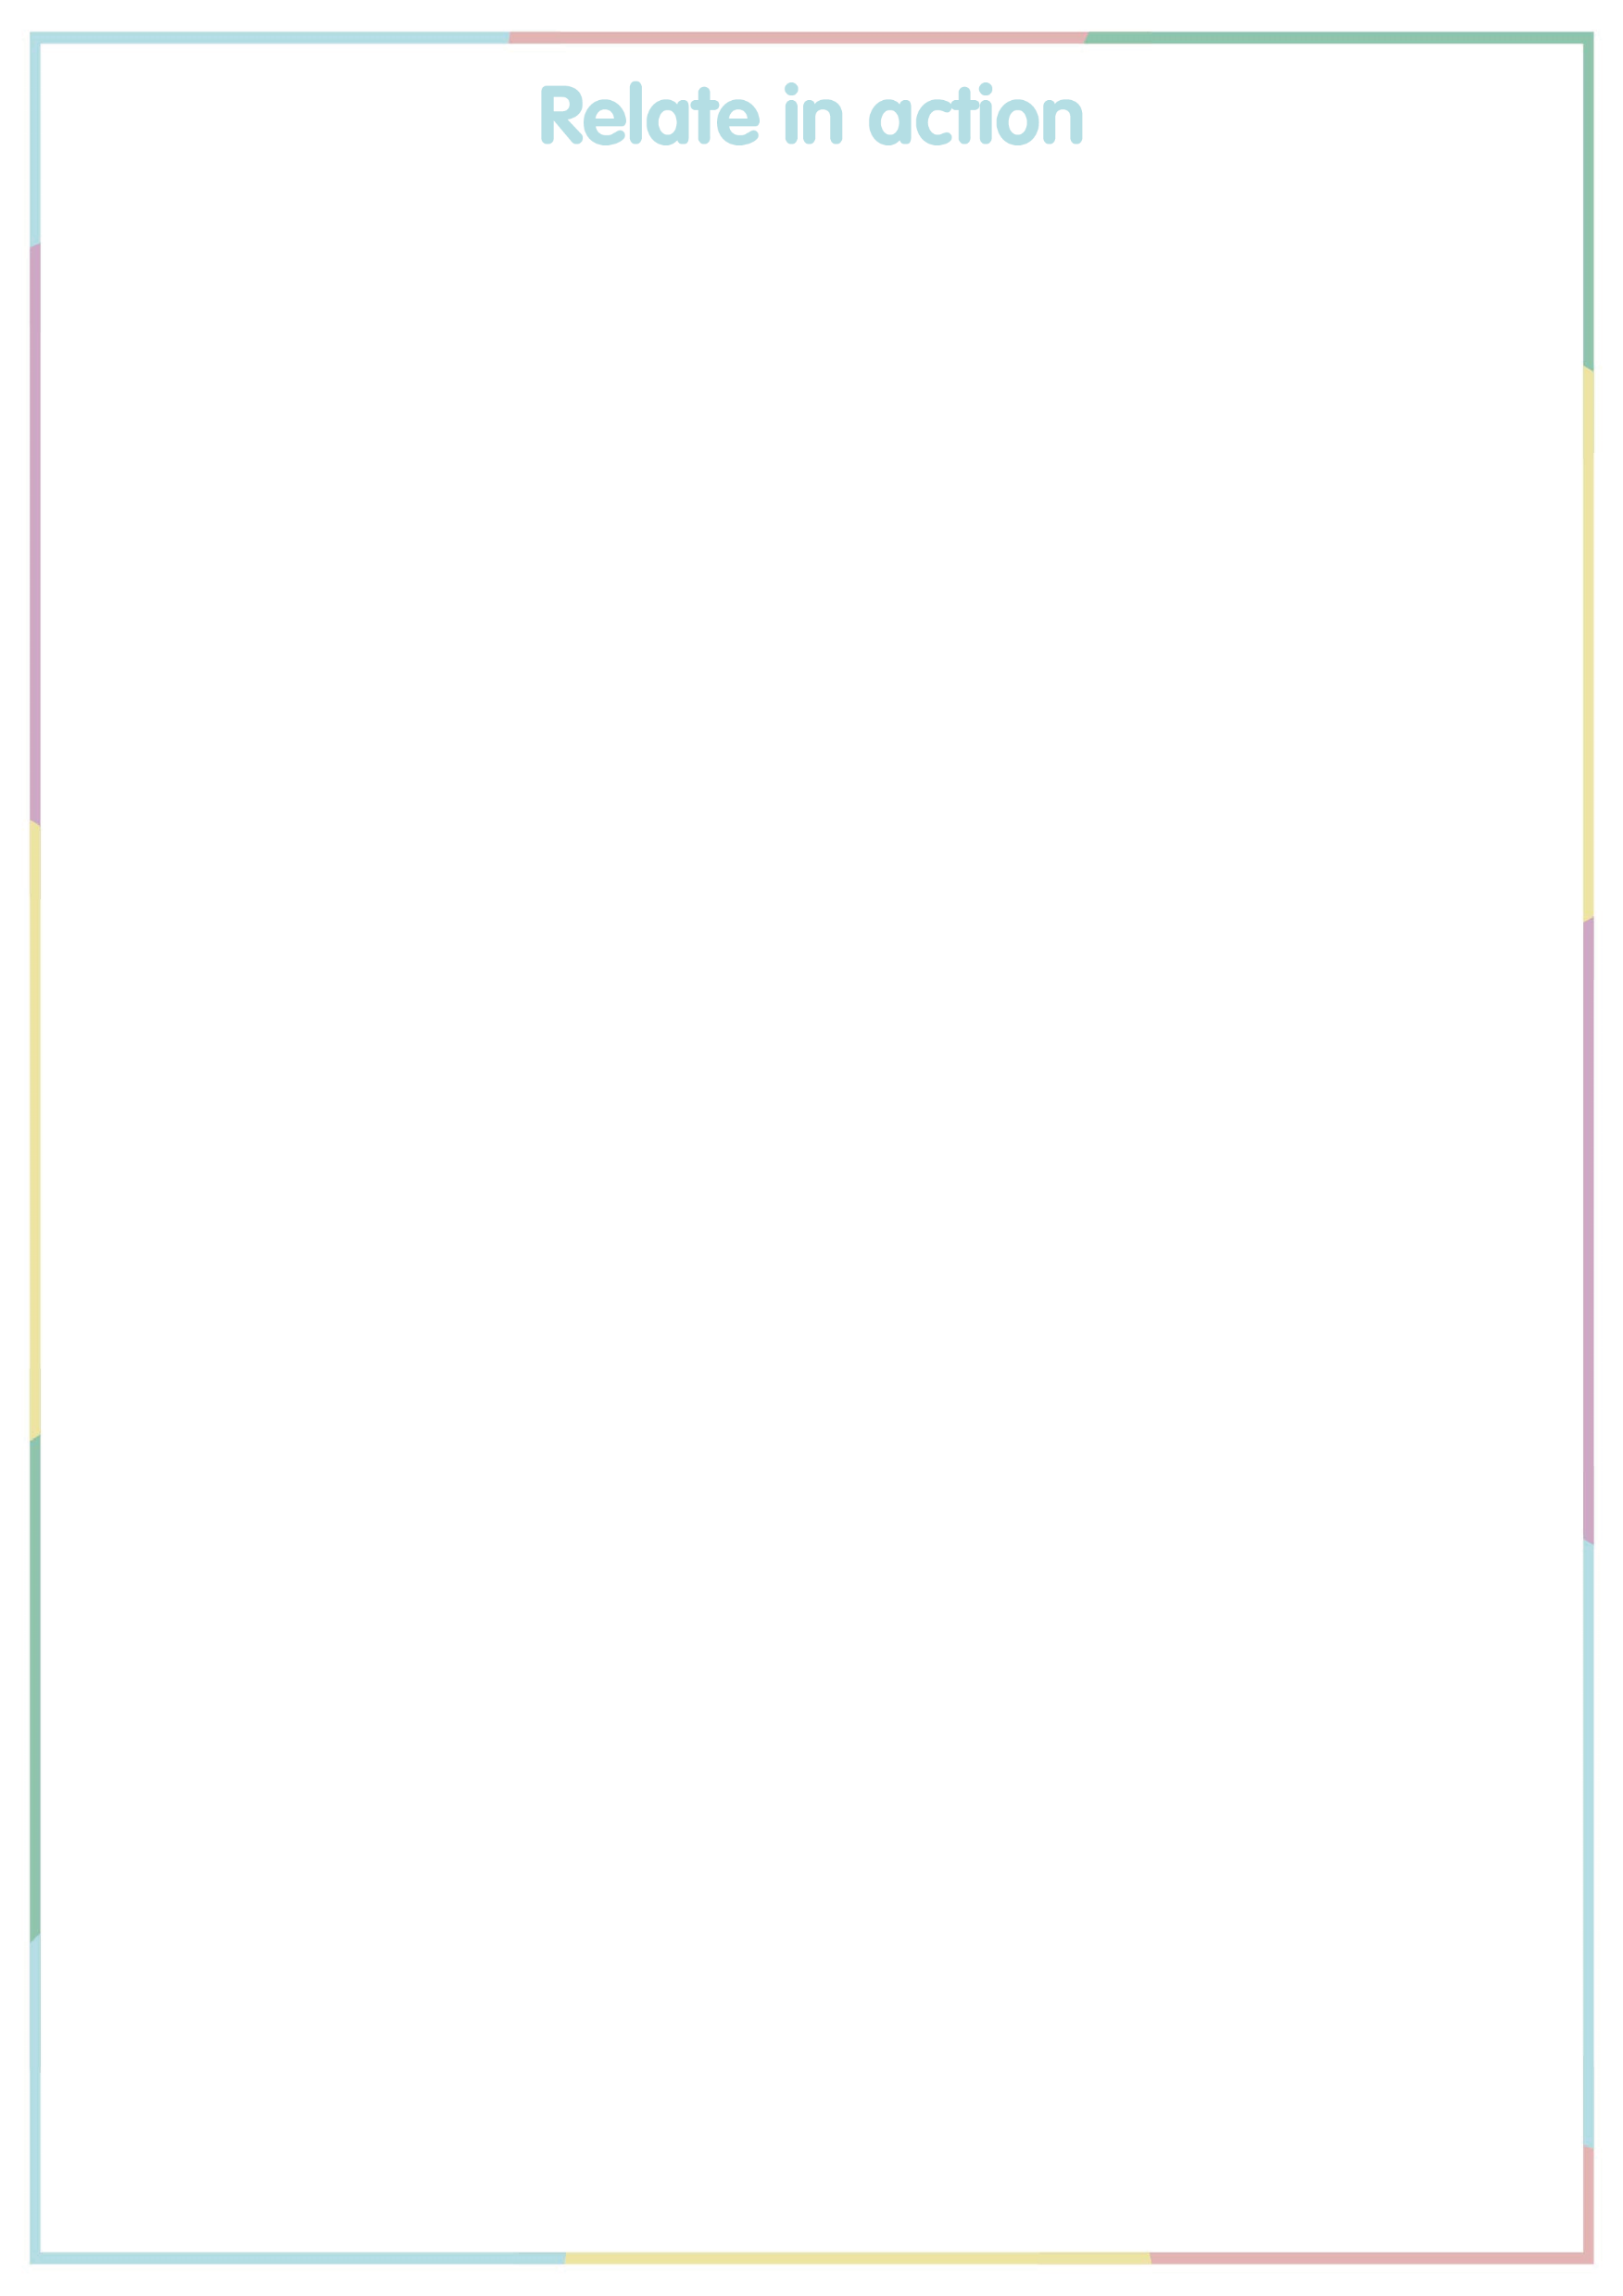 Relate in action